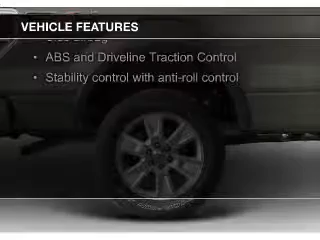 VEHICLE FEATURES
• ABS and Driveline Traction Control
• Stability control with anti-roll control